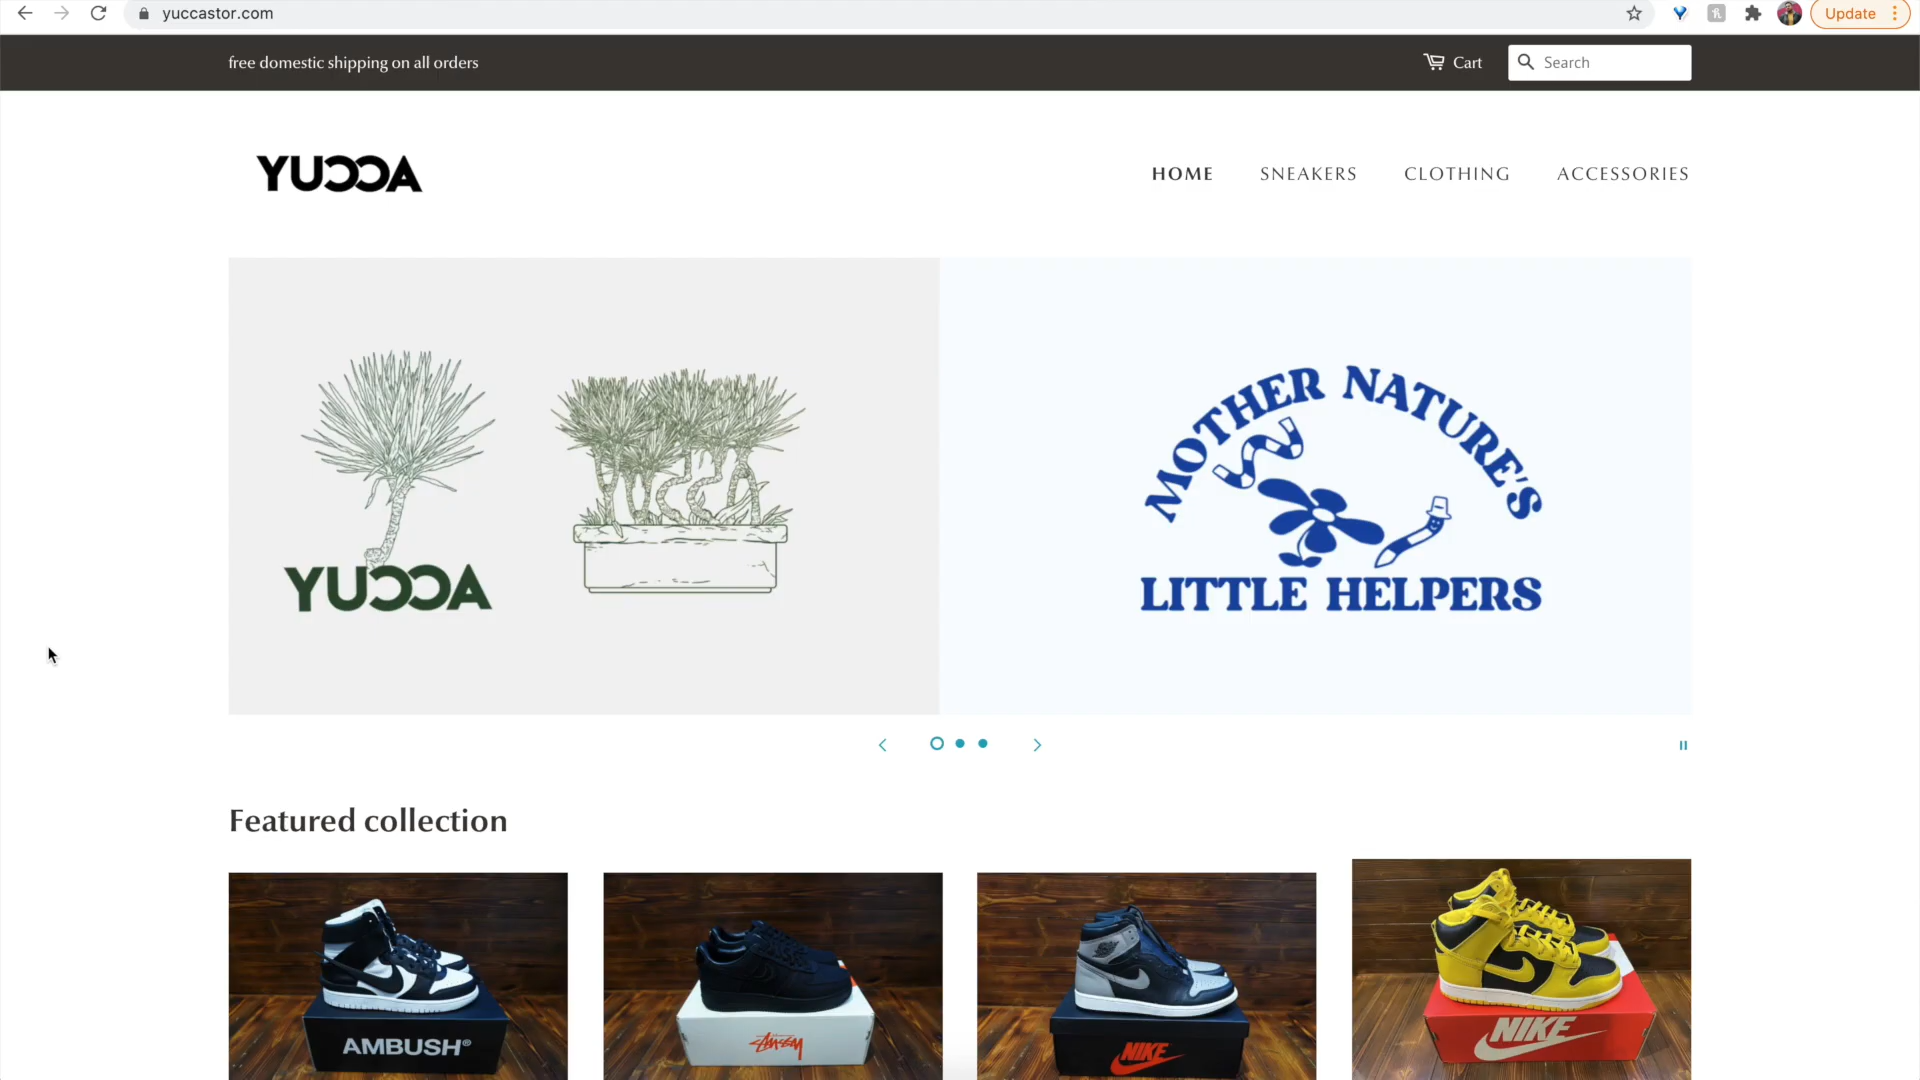 yuccastor.com
Update
free domestic shipping on all orders
Cart
Search
YUCCA
HOME
SNEAKERS
CLOTHING
ACCESSORIES
YUCCA
MOTHER NATURE'S
LITTLE HELPERS
Featured collection
AMBUSH®
Stüssy
NIKE
NIKE